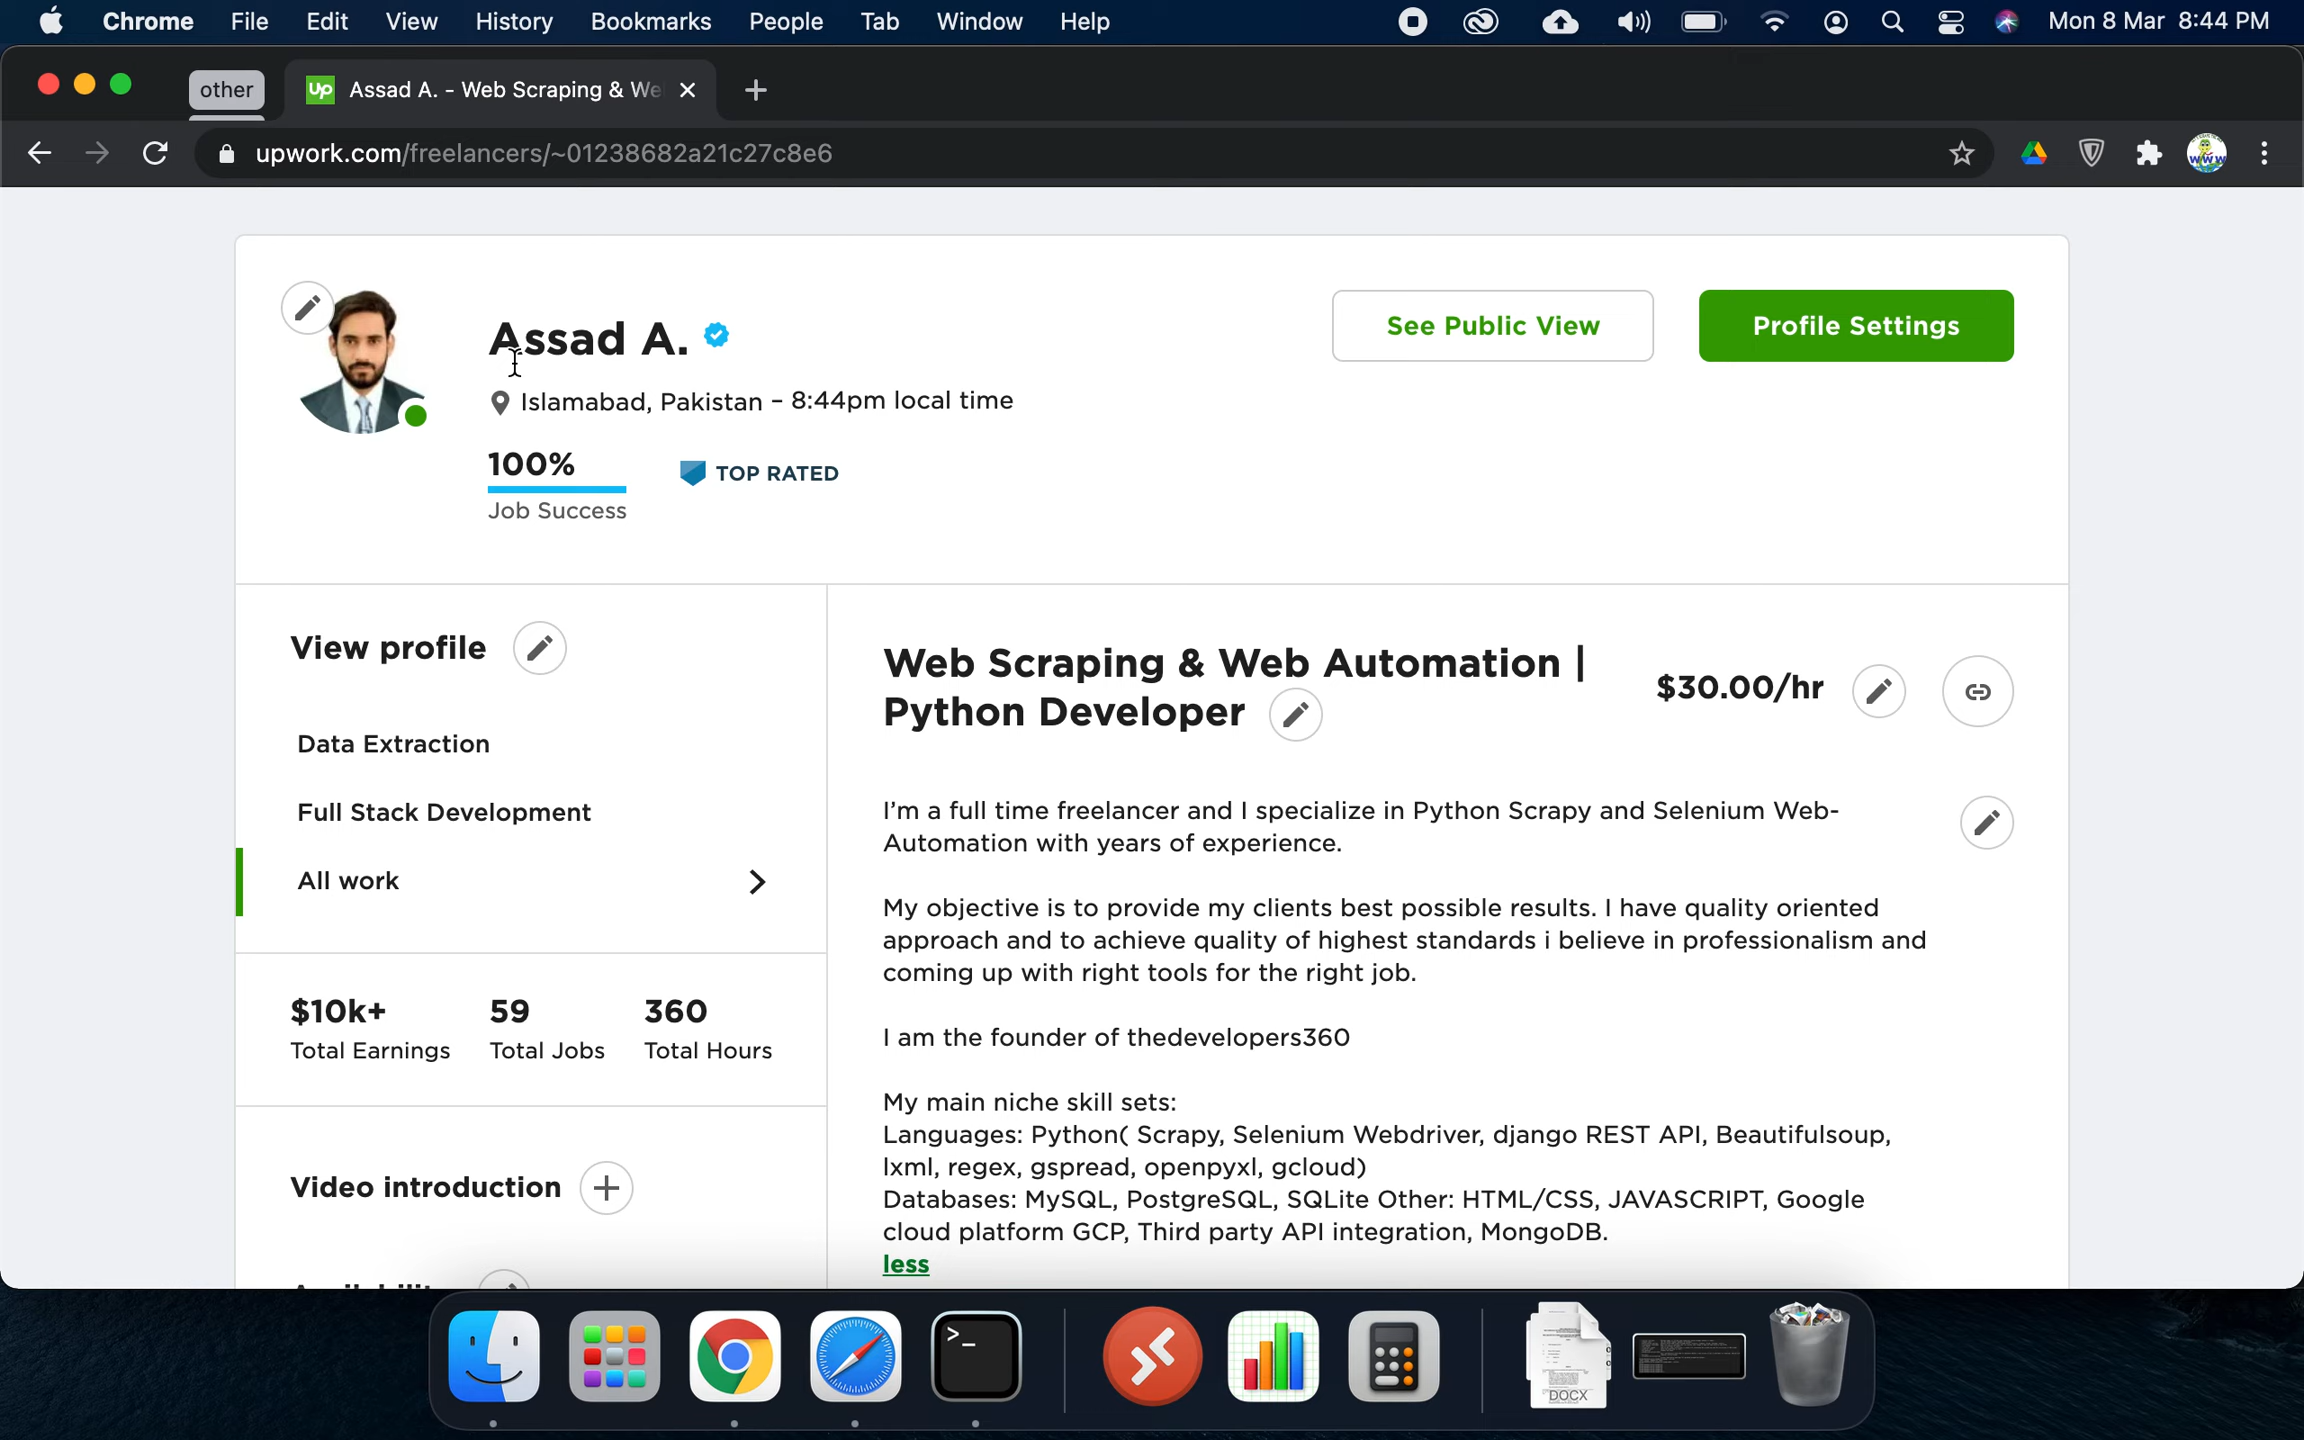 Chrome File Edit View History Bookmarks People Tab Window Help Mon 8 Mar 8:44 PM
other Up Assad A. - Web Scraping & We
upwork.com/freelancers/~01238682a21c27c8e6
Assad A.
See Public View
Profile Settings
Islamabad, Pakistan – 8:44pm local time
100%
Job Success
TOP RATED
View profile
Data Extraction
Full Stack Development
All work
$10k+ 59 360
Total Earnings Total Jobs Total Hours
Video introduction
Web Scraping & Web Automation |
Python Developer
$30.00/hr
I'm a full time freelancer and I specialize in Python Scrapy and Selenium Web-
Automation with years of experience.
My objective is to provide my clients best possible results. I have quality oriented
approach and to achieve quality of highest standards i believe in professionalism and
coming up with right tools for the right job.
I am the founder of thedevelopers360
My main niche skill sets:
Languages: Python( Scrapy, Selenium Webdriver, django REST API, Beautifulsoup,
lxml, regex, gspread, openpyxl, gcloud)
Databases: MySQL, PostgreSQL, SQLite Other: HTML/CSS, JAVASCRIPT, Google
cloud platform GCP, Third party API integration, MongoDB.
less
DOCX